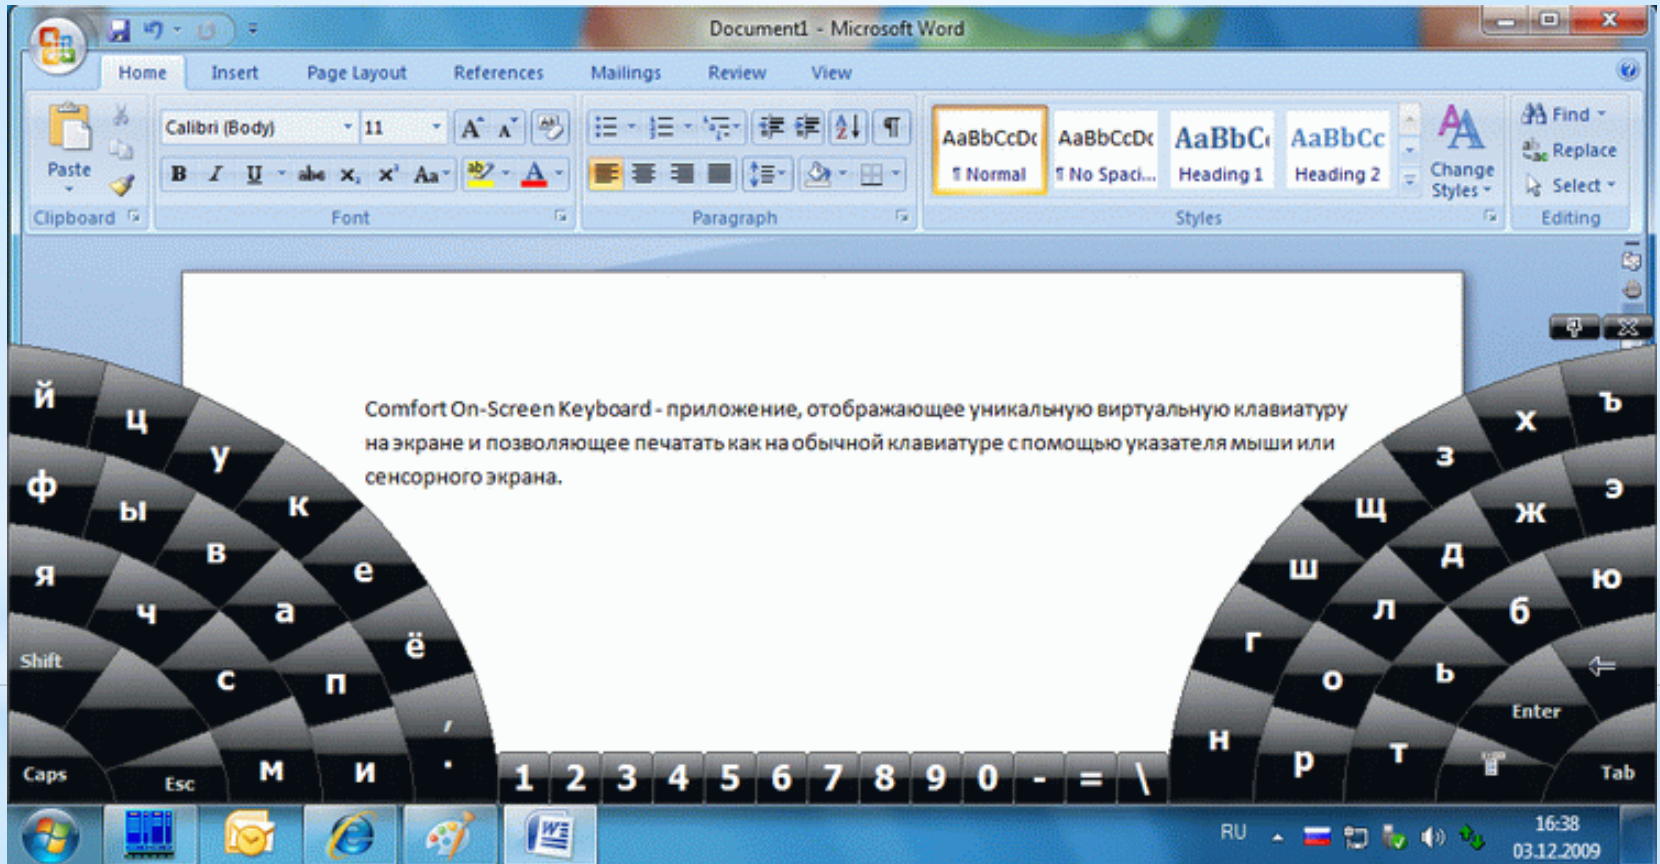 Document1 - Microsoft Word
Home Insert Page Layout References Mailings Review View
Calibri (Body) 11
AaBbCcDc AaBbCcDc AaBbC AaBbCc
¶ Normal ¶ No Spaci... Heading 1 Heading 2
Paste
B I U abc x, x² Aa
Change
Styles
Find
Replace
Select
Clipboard Font Paragraph Styles Editing
Comfort On-Screen Keyboard - приложение, отображающее уникальную виртуальную клавиатуру
на экране и позволяющее печатать как на обычной клавиатуре с помощью указателя мыши или
сенсорного экрана.
й ц у к е ё
ф ы в а п , .
я ч с м и
Shift
Caps Esc
1 2 3 4 5 6 7 8 9 0 - = \
н г ш щ з х ъ
р о л д ж э
т ь б ю
Enter
Tab
RU
16:38
03.12.2009